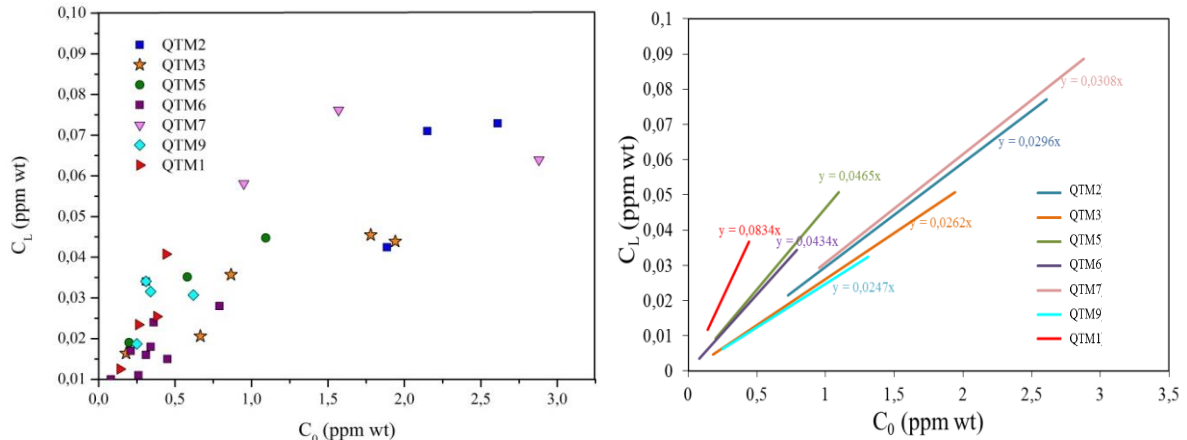 0,10
0,09
0,08
0,07
0,06
0,05
0,04
0,03
0,02
0,01
C_L (ppm wt)
QTM2
QTM3
QTM5
QTM6
QTM7
QTM9
QTM1
0,0 0,5 1,0 1,5 2,0 2,5 3,0
C_0 (ppm wt)
0,1
0,09
0,08
0,07
0,06
0,05
0,04
0,03
0,02
0,01
0
C_L (ppm wt)
y = 0,0308x
y = 0,0296x
y = 0,0465x
y = 0,0834x
y = 0,0434x
y = 0,0262x
y = 0,0247x
QTM2
QTM3
QTM5
QTM6
QTM7
QTM9
QTM1
0 0,5 1 1,5 2 2,5 3 3,5
C_0 (ppm wt)